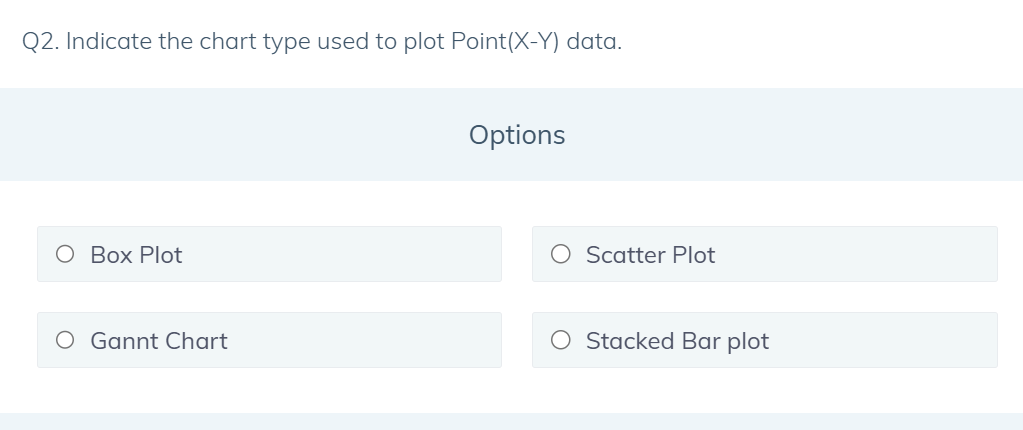 Q2. Indicate the chart type used to plot Point(X-Y) data.
Options
Box Plot
Scatter Plot
Gannt Chart
Stacked Bar plot